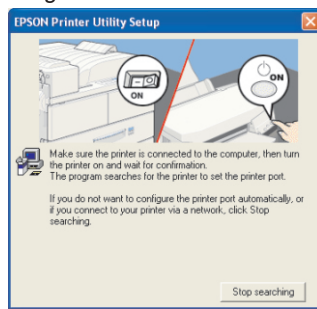 EPSON Printer Utility Setup
ON
ON
Make sure the printer is connected to the computer, then turn
the printer on and wait for confirmation.
The program searches for the printer to set the printer port.
If you do not want to configure the printer port automatically, or
if you connect to your printer via a network, click Stop
searching.
Stop searching